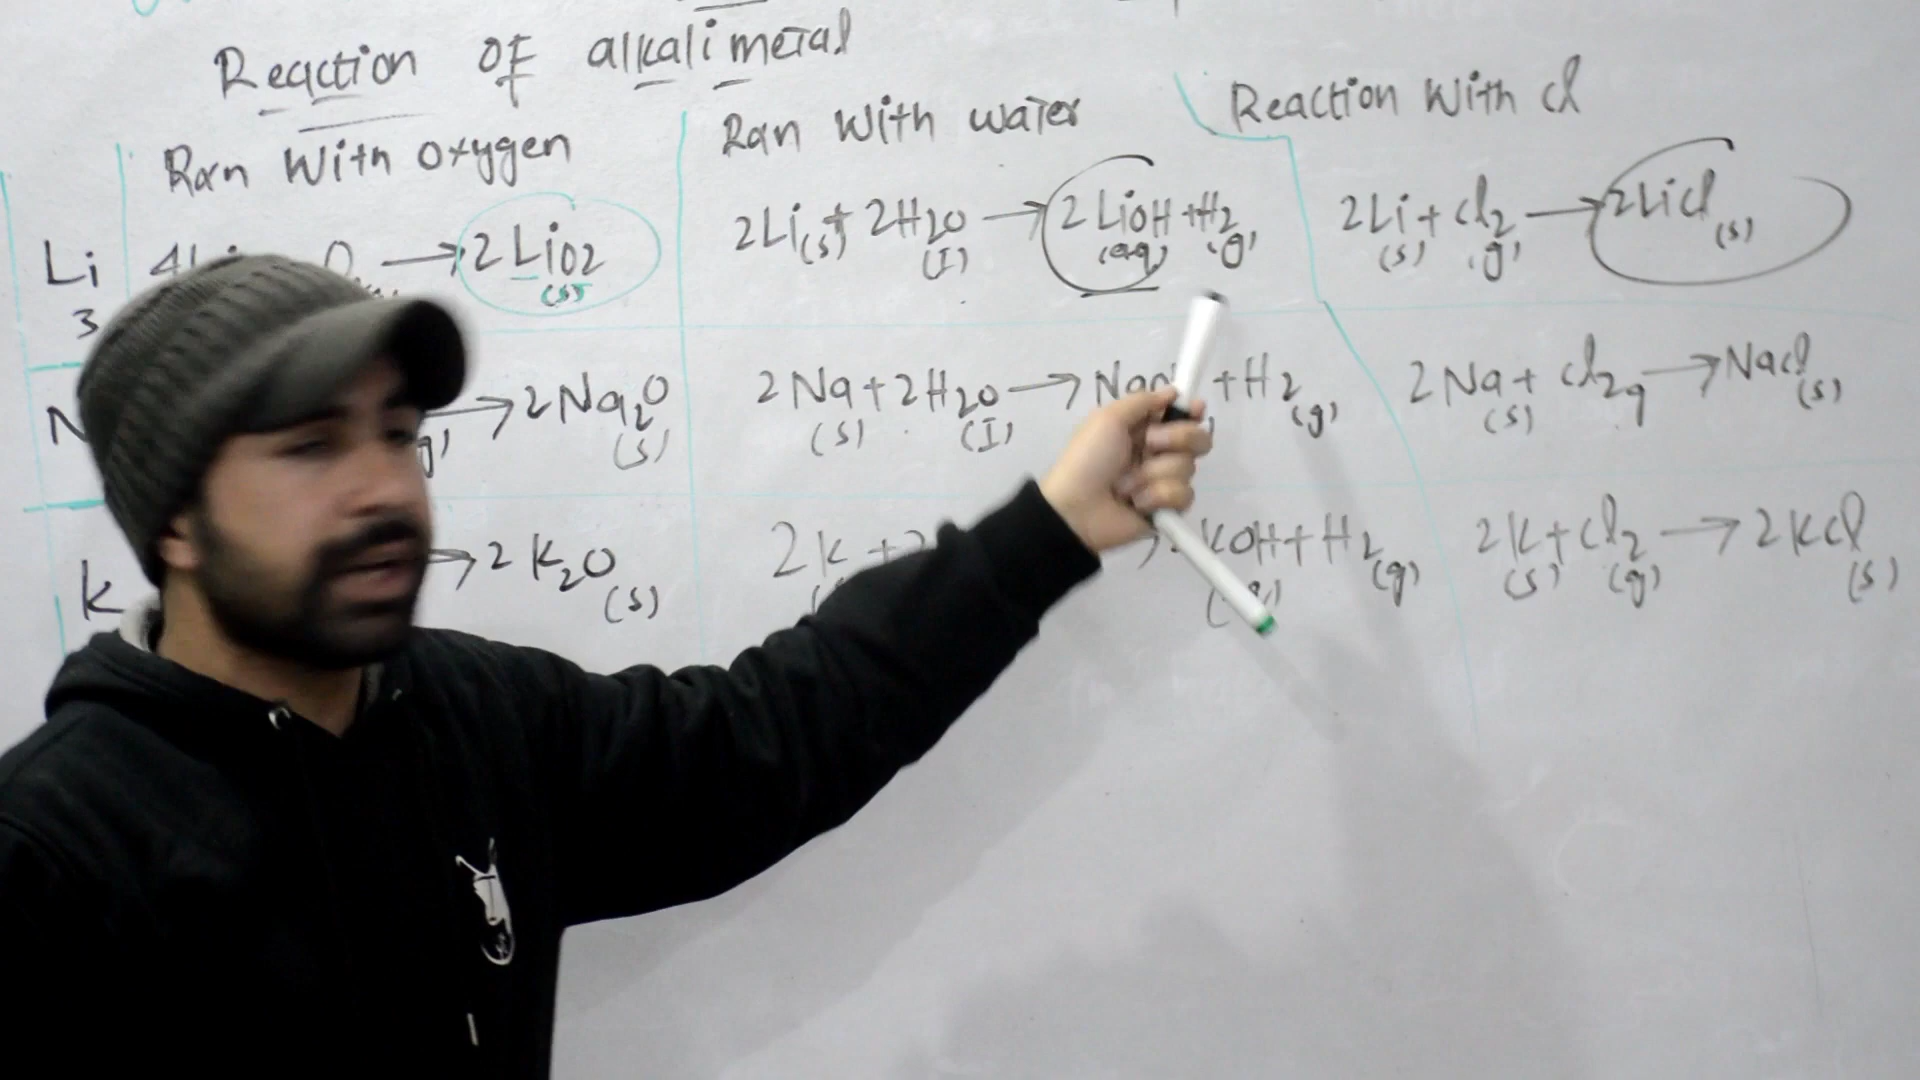 Reaction OF alkali metal
Rxn With Oxygen
Rxn With water
Reaction With cl
Li
3
4Li → 2 LiO2 (s)
2Li(s) + 2H2O (l) → 2 LiOH (aq) + H2 (g)
2Li (s) + Cl2 (g) → 2LiCl (s)
→ 2Na2O (s)
2Na (s) + 2H2O (l) → + H2 (g)
2Na (s) + Cl2g → NaCl (s)
K
→ 2 K2O (s)
2K + KOH + H2 (g)
2K (s) + Cl2 (g) → 2KCl (s)